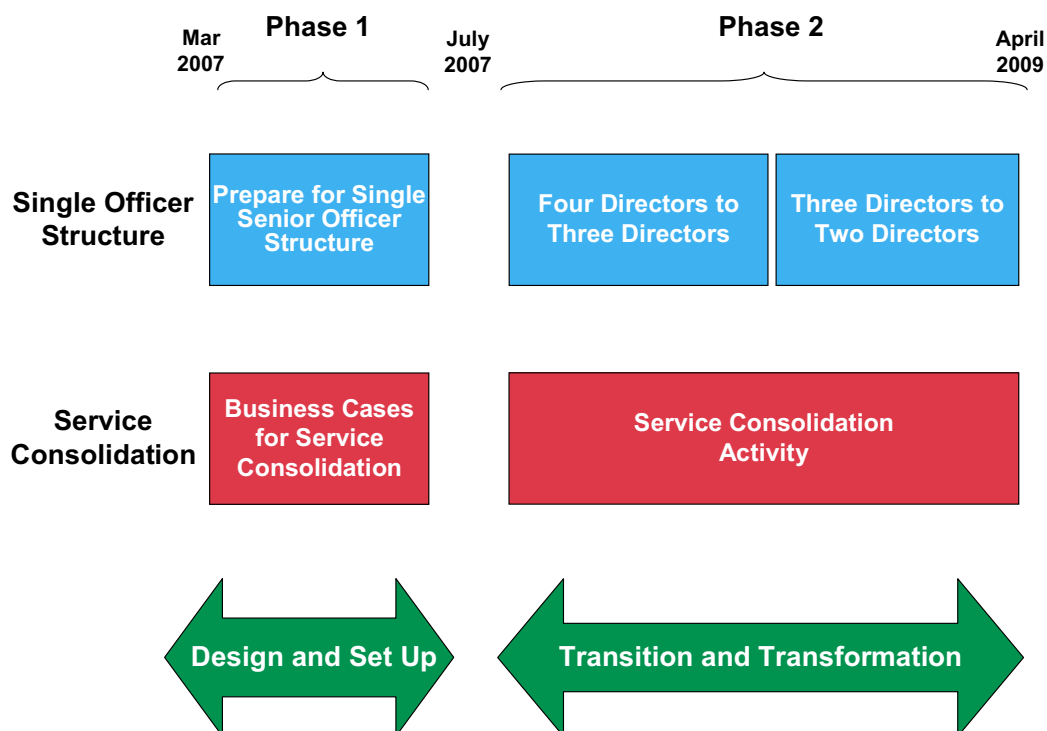 Mar
2007
Phase 1
July
2007
Phase 2
April
2009
Single Officer
Structure
Prepare for Single
Senior Officer
Structure
Four Directors to
Three Directors
Three Directors to
Two Directors
Service
Consolidation
Business Cases
for Service
Consolidation
Service Consolidation
Activity
Design and Set Up
Transition and Transformation